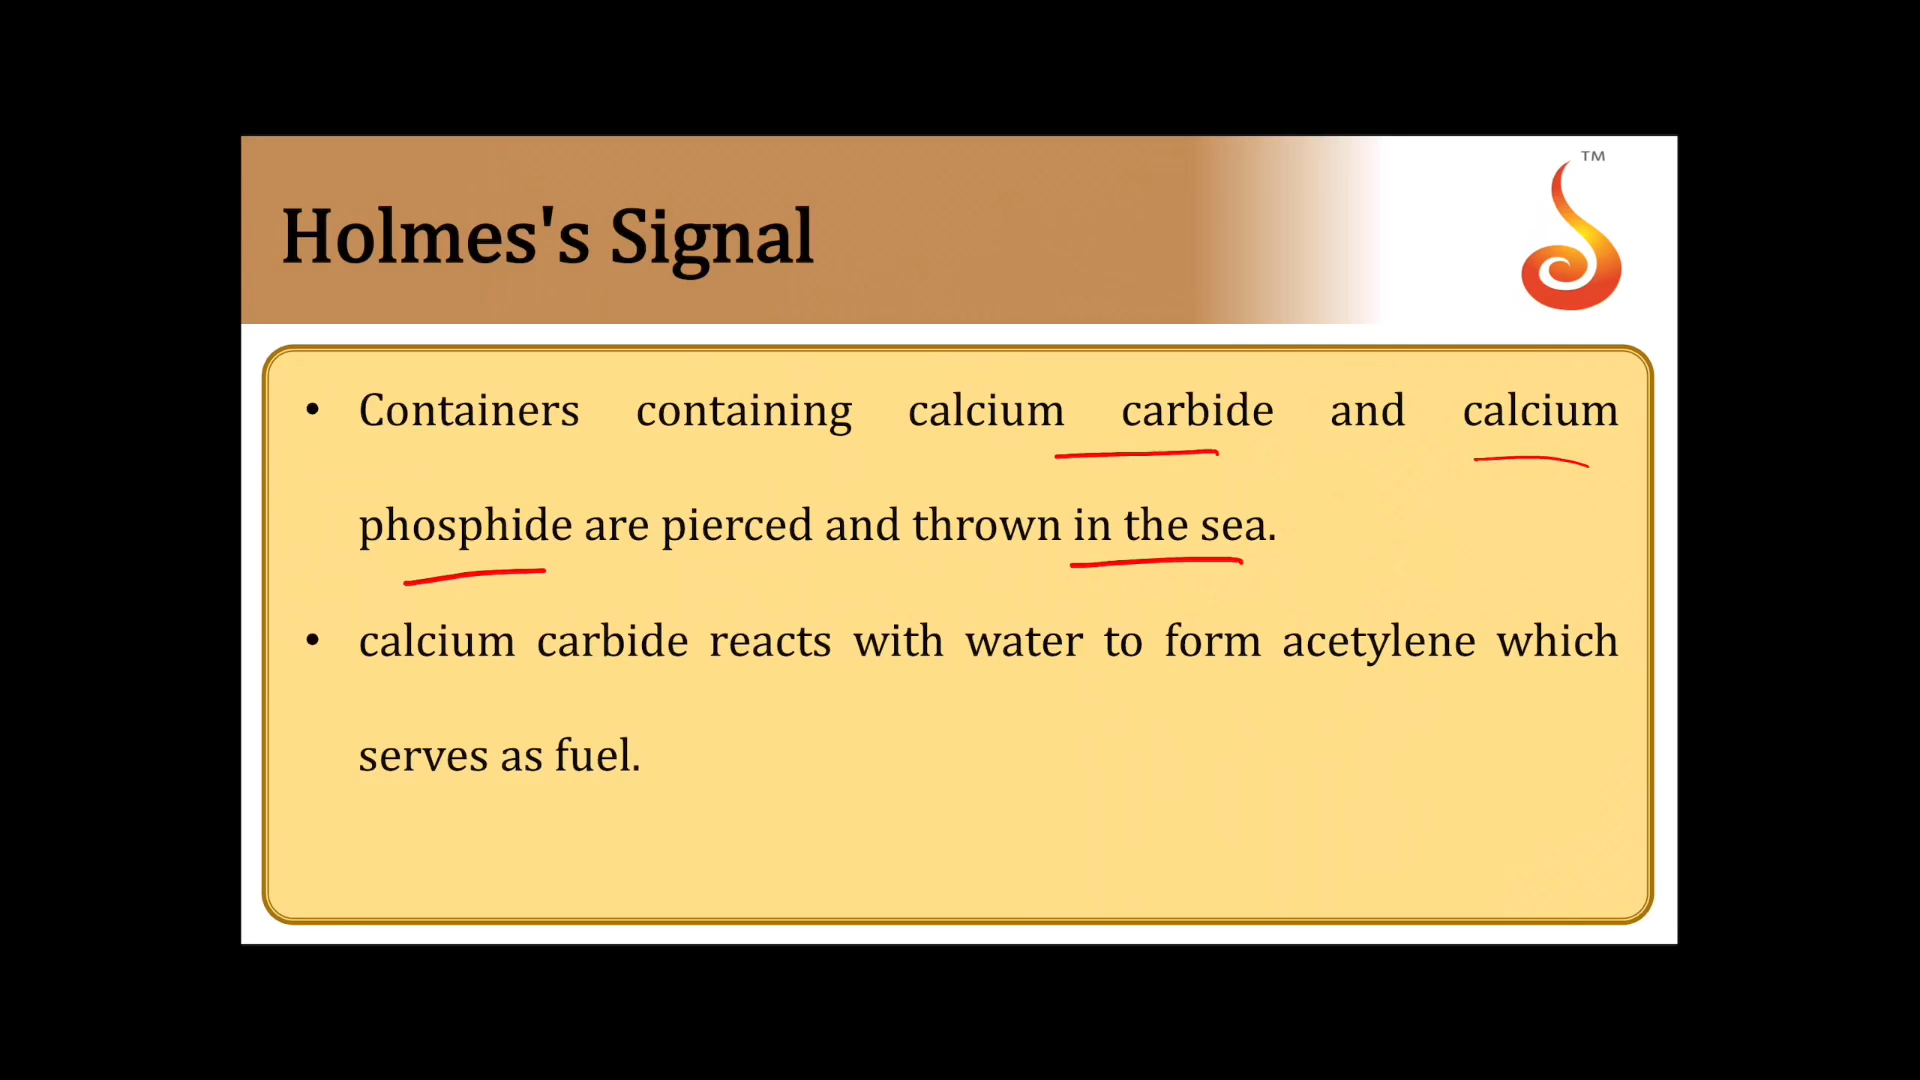 TM
Holmes's Signal
• Containers containing calcium carbide and calcium
phosphide are pierced and thrown in the sea.
• calcium carbide reacts with water to form acetylene which
serves as fuel.